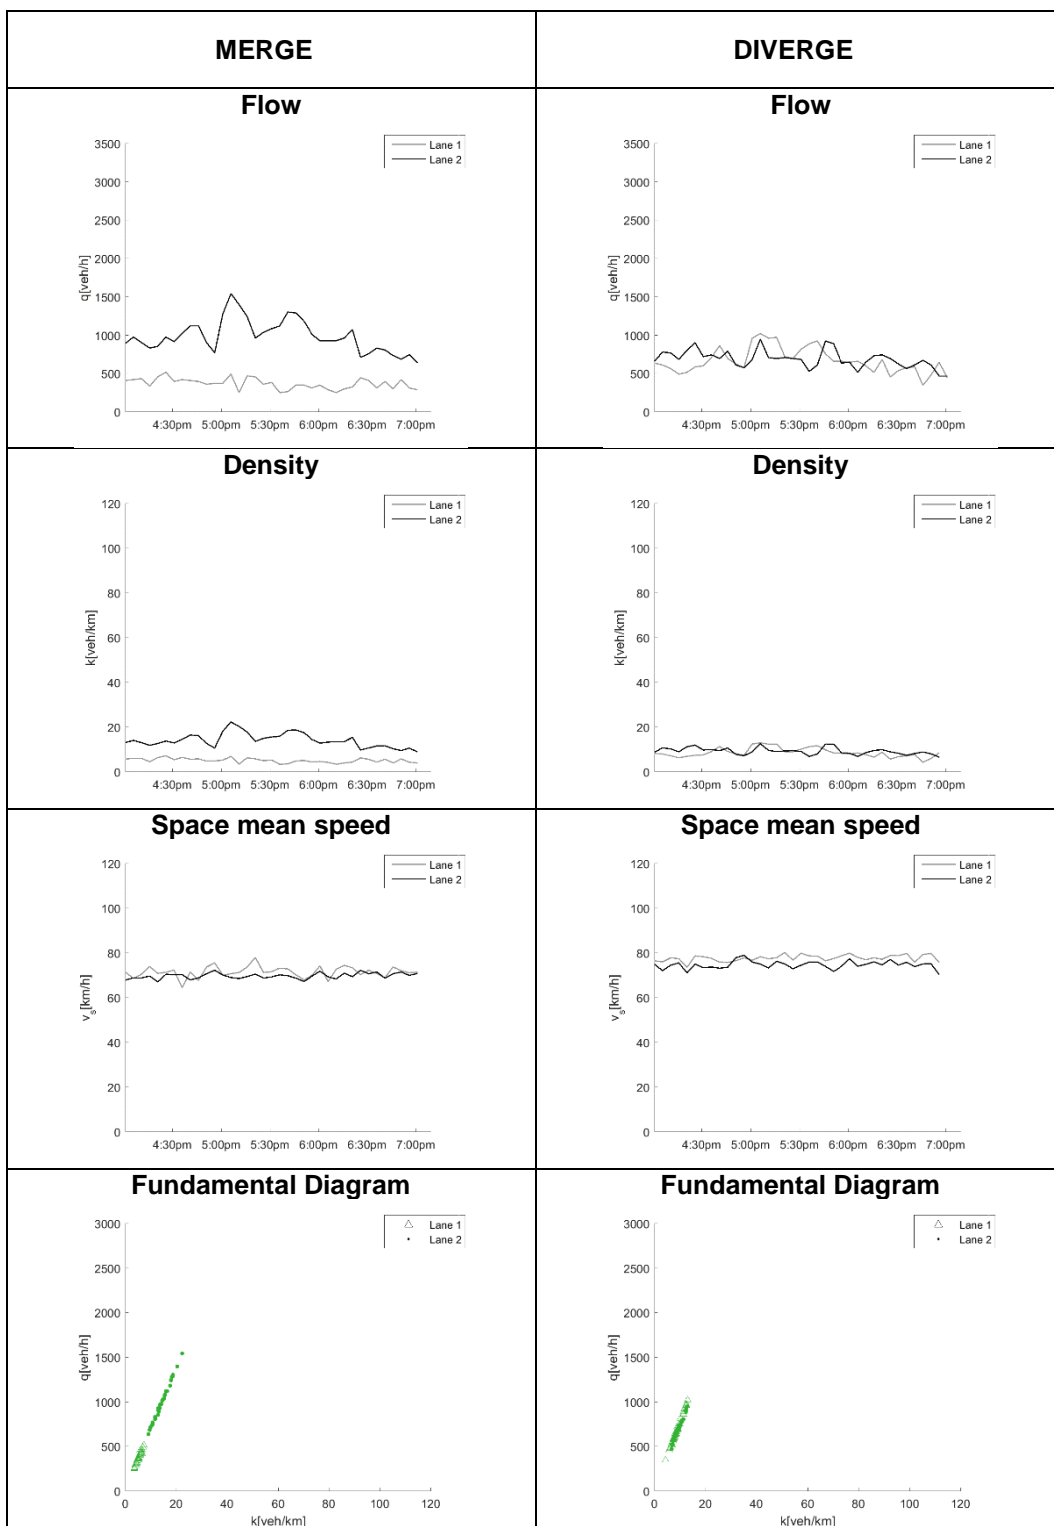 MERGE
DIVERGE
Flow
3500
3000
2500
2000
1500
1000
500
0
q[veh/h]
4:30pm 5:00pm 5:30pm 6:00pm 6:30pm 7:00pm
Lane 1
Lane 2
Flow
3500
3000
2500
2000
1500
1000
500
0
q[veh/h]
4:30pm 5:00pm 5:30pm 6:00pm 6:30pm 7:00pm
Lane 1
Lane 2
Density
120
100
80
60
40
20
0
k[veh/km]
4:30pm 5:00pm 5:30pm 6:00pm 6:30pm 7:00pm
Lane 1
Lane 2
Density
120
100
80
60
40
20
0
k[veh/km]
4:30pm 5:00pm 5:30pm 6:00pm 6:30pm 7:00pm
Lane 1
Lane 2
Space mean speed
120
100
80
60
40
20
0
v_s[km/h]
4:30pm 5:00pm 5:30pm 6:00pm 6:30pm 7:00pm
Lane 1
Lane 2
Space mean speed
120
100
80
60
40
20
0
v_s[km/h]
4:30pm 5:00pm 5:30pm 6:00pm 6:30pm 7:00pm
Lane 1
Lane 2
Fundamental Diagram
3000
2500
2000
1500
1000
500
0
q[veh/h]
0 20 40 60 80 100 120
k[veh/km]
Lane 1
Lane 2
Fundamental Diagram
3000
2500
2000
1500
1000
500
0
q[veh/h]
0 20 40 60 80 100 120
k[veh/km]
Lane 1
Lane 2